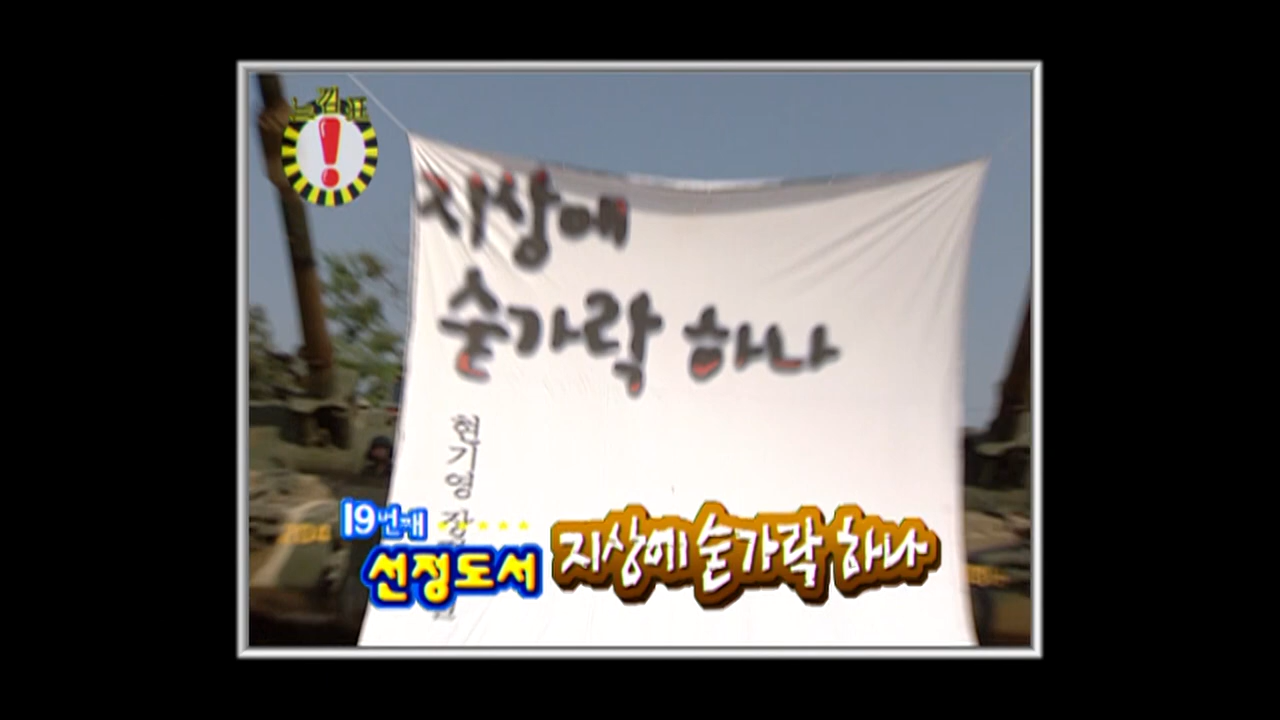 느낌표
!
지상에
숟가락 하나
현기영 장
19번째
선정도서
지상에 숟가락 하나